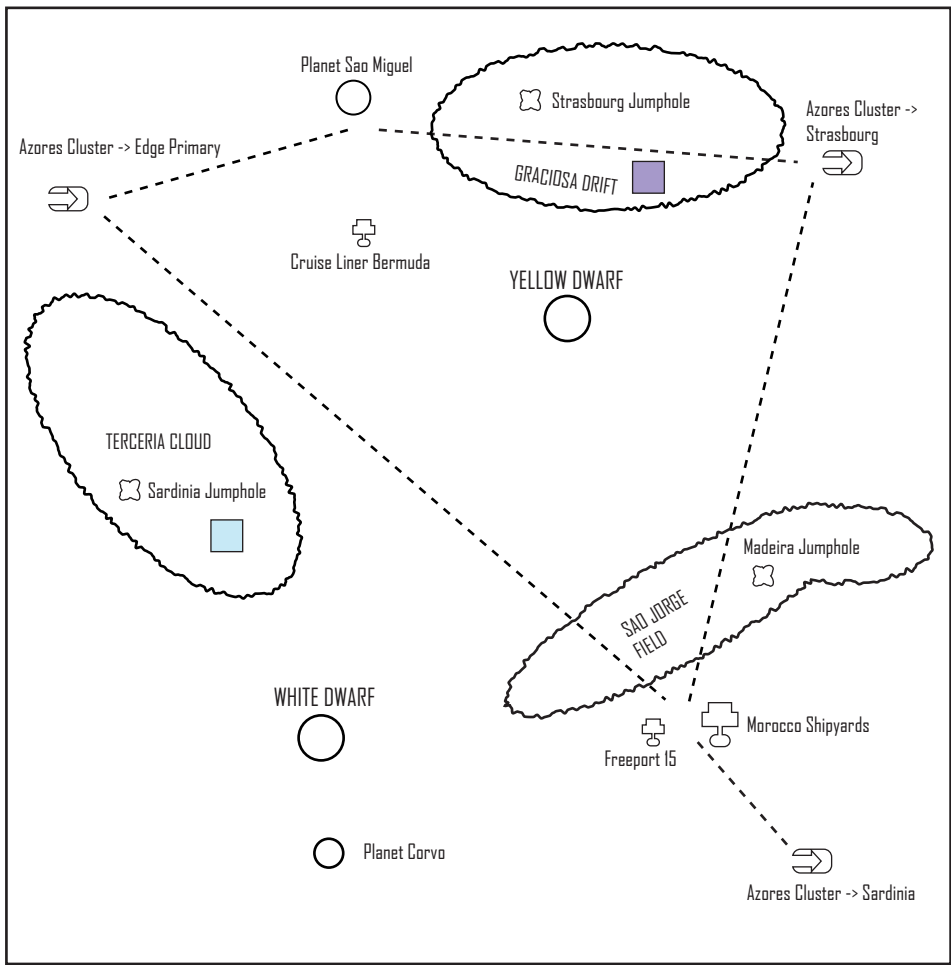 Planet Sao Miguel
Strasbourg Jumphole
Azores Cluster ->
Strasbourg
Azores Cluster -> Edge Primary
GRACIOSA DRIFT
Cruise Liner Bermuda
YELLOW DWARF
TERCERIA CLOUD
Sardinia Jumphole
Madeira Jumphole
SAO JORGE
FIELD
WHITE DWARF
Morocco Shipyards
Freeport 15
Planet Corvo
Azores Cluster -> Sardinia